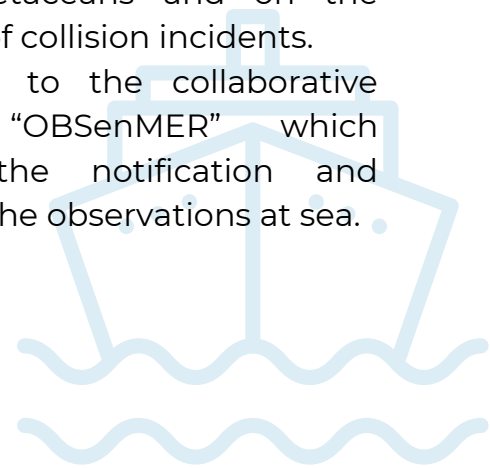 and on the
f collision incidents.
to the collaborative
“OBSenMER” which
the notification and
he observations at sea.